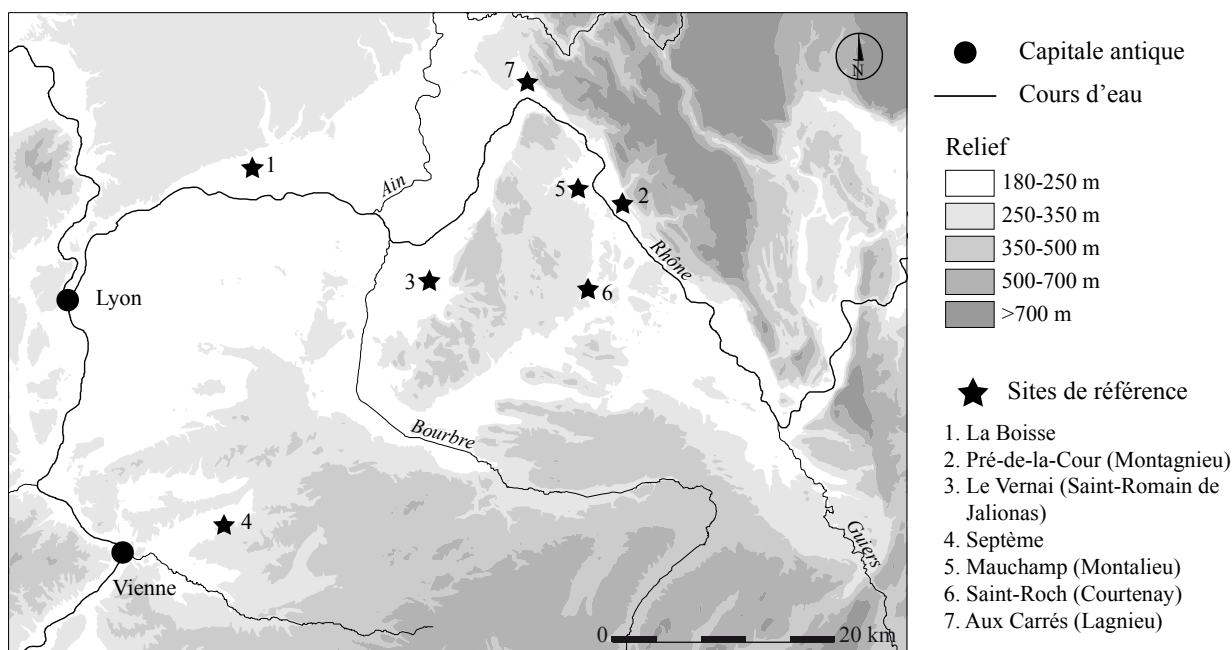 7
N
1
Ain
5
2
Rhône
3
6
Lyon
Bourbre
4
Guiers
Vienne
0 20 km
Capitale antique
Cours d'eau
Relief
180-250 m
250-350 m
350-500 m
500-700 m
>700 m
Sites de référence
1. La Boisse
2. Pré-de-la-Cour (Montagnieu)
3. Le Vernai (Saint-Romain de
Jalionas)
4. Septème
5. Mauchamp (Montalieu)
6. Saint-Roch (Courtenay)
7. Aux Carrés (Lagnieu)